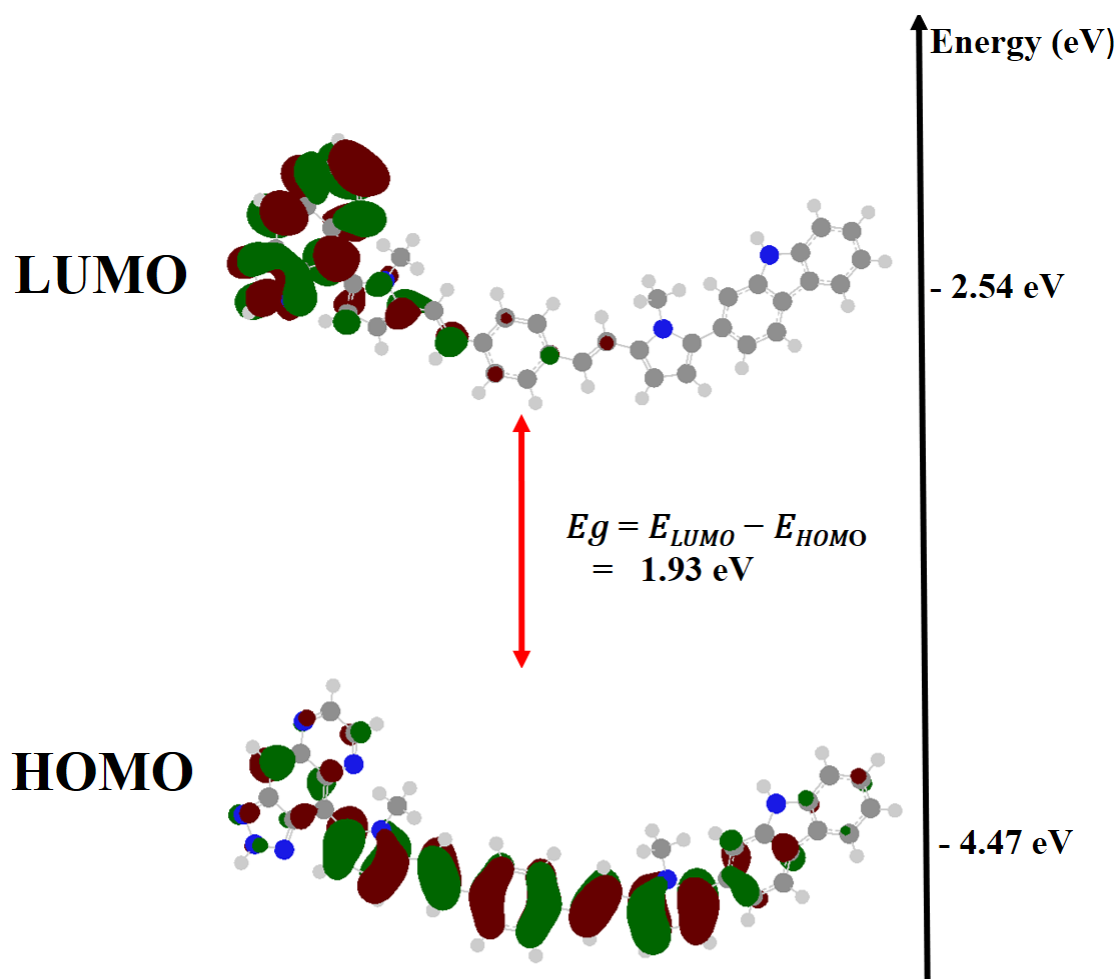 Energy (eV)
LUMO
- 2.54 eV
Eg = E_LUMO − E_HOMO
= 1.93 eV
HOMO
- 4.47 eV